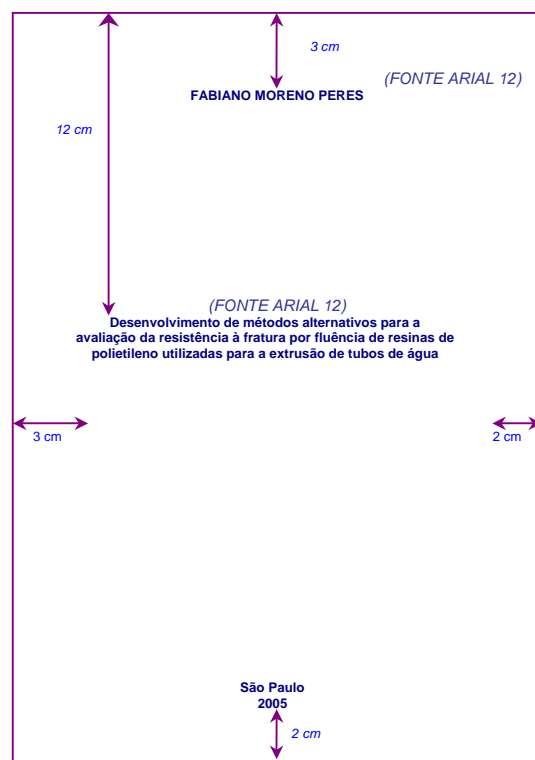 3 cm
(FONTE ARIAL 12)
FABIANO MORENO PERES
12 cm
(FONTE ARIAL 12)
Desenvolvimento de métodos alternativos para a
avaliação da resistência à fratura por fluência de resinas de
polietileno utilizadas para a extrusão de tubos de água
3 cm
2 cm
São Paulo
2005
2 cm